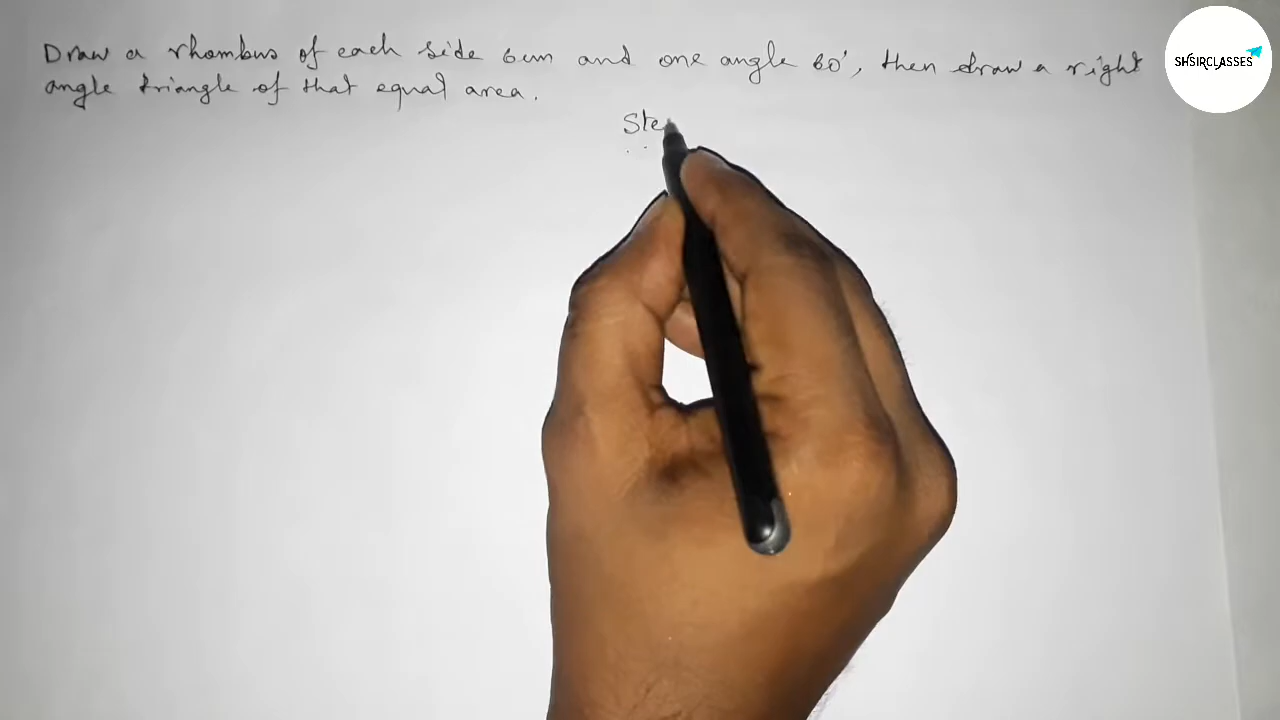 Draw a rhombus of each side 6cm and one angle 60°, then draw a right
angle triangle of that equal area.
Ste
SHSIRCLASSES